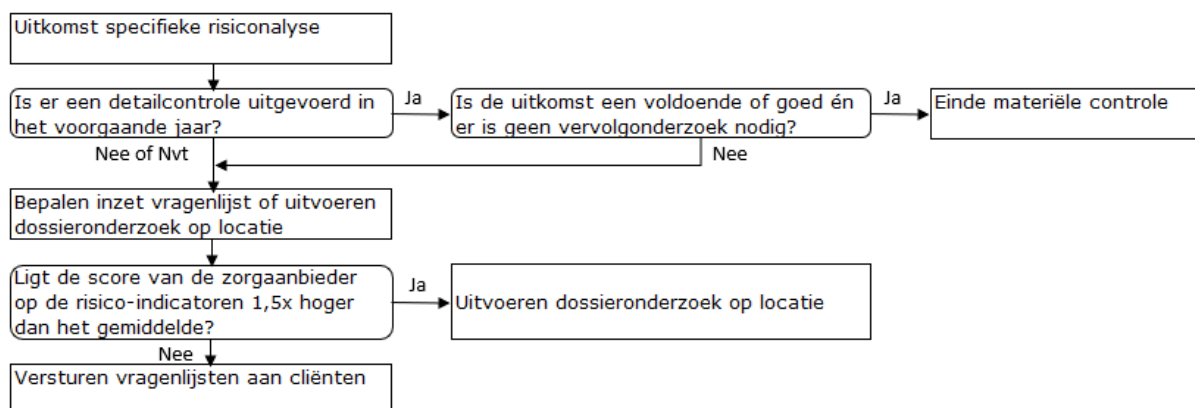 Uitkomst specifieke risiconalyse
Is er een detailcontrole uitgevoerd in
het voorgaande jaar?
Ja
Is de uitkomst een voldoende of goed én
er is geen vervolgonderzoek nodig?
Ja
Einde materiële controle
Nee of Nvt
Nee
Bepalen inzet vragenlijst of uitvoeren
dossieronderzoek op locatie
Ligt de score van de zorgaanbieder
op de risico-indicatoren 1,5x hoger
dan het gemiddelde?
Ja
Uitvoeren dossieronderzoek op locatie
Nee
Versturen vragenlijsten aan cliënten